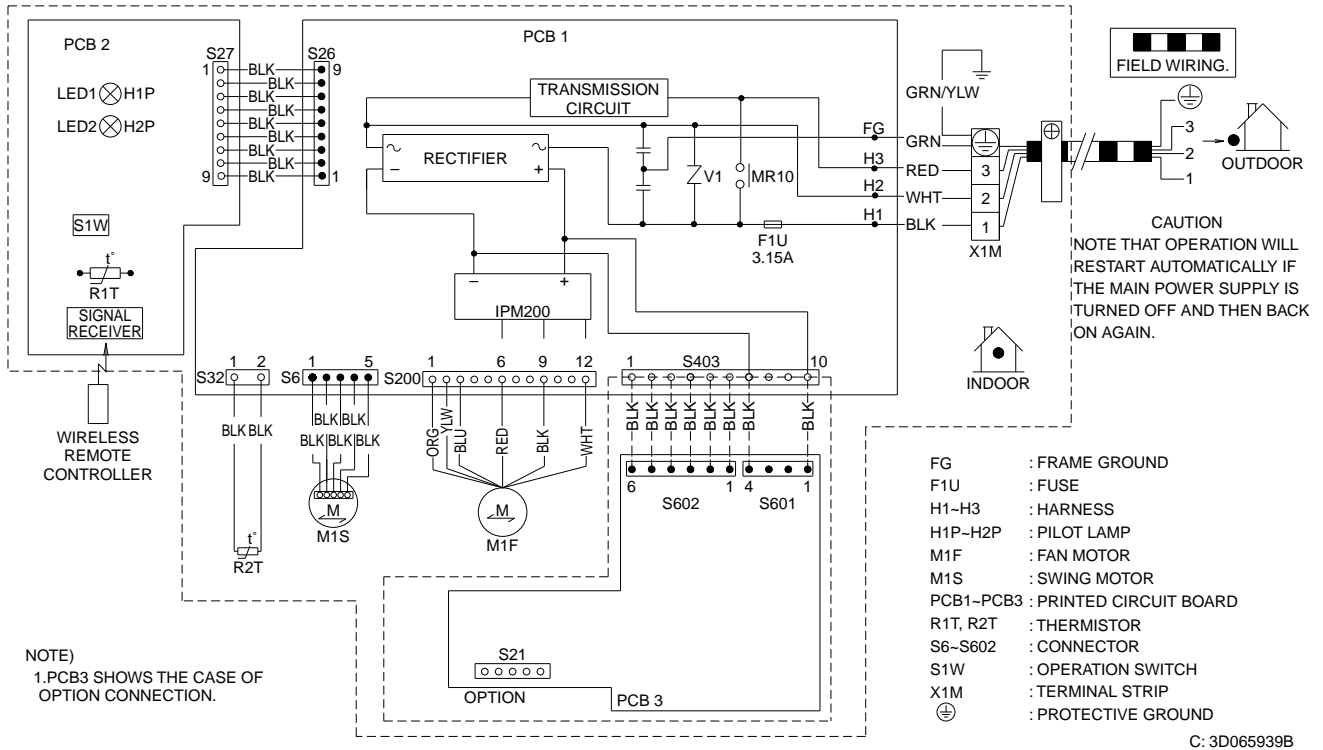 PCB 2
LED1 H1P
LED2 H2P
S27
1
9
BLK
BLK
BLK
BLK
BLK
BLK
BLK
BLK
BLK
S26
9
1
S1W
t°
R1T
SIGNAL
RECEIVER
WIRELESS
REMOTE
CONTROLLER
PCB 1
TRANSMISSION
CIRCUIT
~ RECTIFIER ~
− +
V1
MR10
F1U
3.15A
− +
IPM200
FG
H3
H2
H1
GRN/YLW
GRN
RED
WHT
BLK
3
2
1
X1M
FIELD WIRING.
3
2
1
OUTDOOR
CAUTION
NOTE THAT OPERATION WILL
RESTART AUTOMATICALLY IF
THE MAIN POWER SUPPLY IS
TURNED OFF AND THEN BACK
ON AGAIN.
INDOOR
S32 1 2
S6 1 5
S200 1 6 9 12
1 S403 10
BLK BLK
BLK BLK
BLK BLK BLK
ORG
YLW
BLU
RED
BLK
WHT
BLK
BLK
BLK
BLK
BLK
BLK
BLK
BLK
t°
R2T
M
M1S
M
M1F
6 1 4 1
S602 S601
S21
OPTION
PCB 3
NOTE)
1.PCB3 SHOWS THE CASE OF
OPTION CONNECTION.
FG : FRAME GROUND
F1U : FUSE
H1~H3 : HARNESS
H1P~H2P : PILOT LAMP
M1F : FAN MOTOR
M1S : SWING MOTOR
PCB1~PCB3 : PRINTED CIRCUIT BOARD
R1T, R2T : THERMISTOR
S6~S602 : CONNECTOR
S1W : OPERATION SWITCH
X1M : TERMINAL STRIP
: PROTECTIVE GROUND
C: 3D065939B